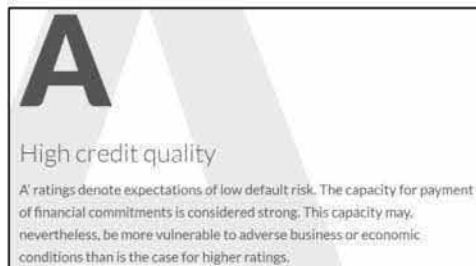 A
High credit quality
A' ratings denote expectations of low default risk. The capacity for payment
of financial commitments is considered strong. This capacity may,
nevertheless, be more vulnerable to adverse business or economic
conditions than is the case for higher ratings.